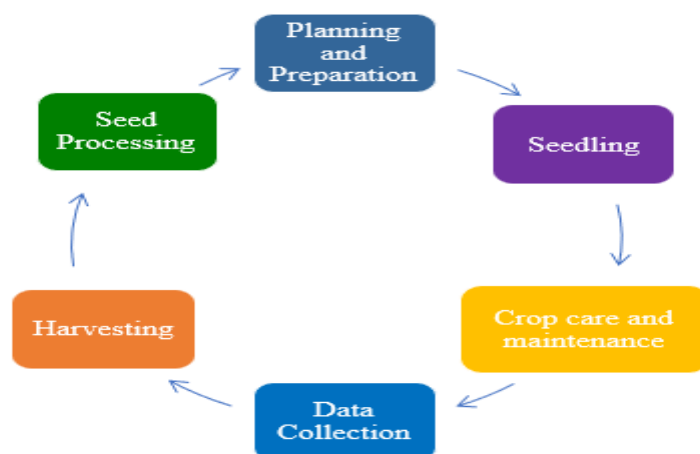 Planning
and
Preparation
Seedling
Crop care and
maintenance
Data
Collection
Harvesting
Seed
Processing